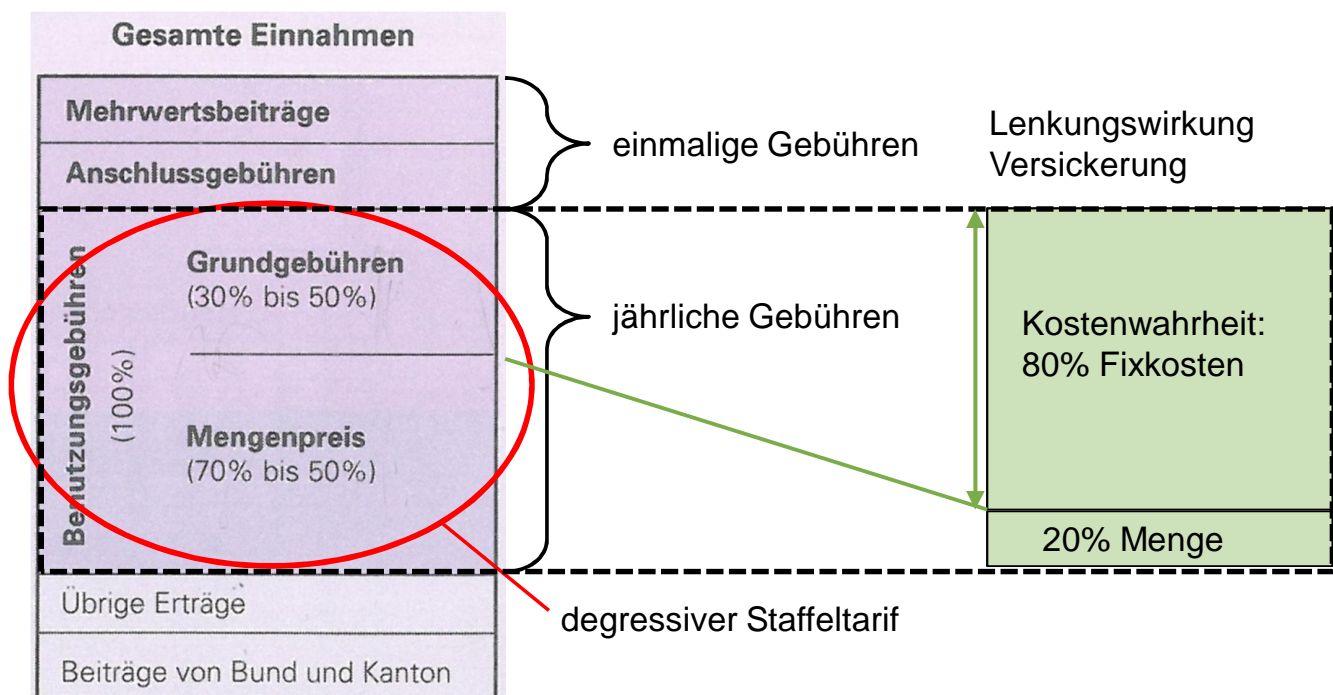 Gesamte Einnahmen
Mehrwertsbeiträge
Anschlussgebühren
Benutzungsgebühren
(100%)
Grundgebühren
(30% bis 50%)
Mengenpreis
(70% bis 50%)
Übrige Erträge
Beiträge von Bund und Kanton
einmalige Gebühren
jährliche Gebühren
degressiver Staffeltarif
Lenkungswirkung
Versickerung
Kostenwahrheit:
80% Fixkosten
20% Menge